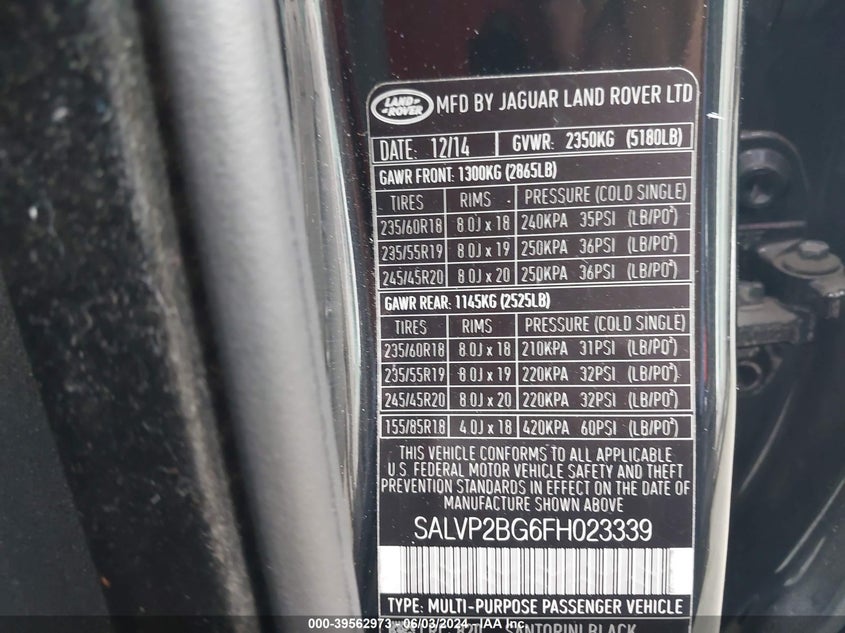 LAND ROVER MFD BY JAGUAR LAND ROVER LTD
DATE: 12/14 GVWR: 2350KG (5180LB)
GAWR FRONT: 1300KG (2865LB)
TIRES RIMS PRESSURE (COLD SINGLE)
235/60R18 8.0J x 18 240KPA 35PSI (LB/PO²)
235/55R19 8.0J x 19 250KPA 36PSI (LB/PO²)
245/45R20 8.0J x 20 250KPA 36PSI (LB/PO²)
GAWR REAR: 1145KG (2525LB)
TIRES RIMS PRESSURE (COLD SINGLE)
235/60R18 8.0J x 18 210KPA 31PSI (LB/PO²)
235/55R19 8.0J x 19 220KPA 32PSI (LB/PO²)
245/45R20 8.0J x 20 220KPA 32PSI (LB/PO²)
155/85R18 4.0J x 18 420KPA 60PSI (LB/PO²)
THIS VEHICLE CONFORMS TO ALL APPLICABLE
U.S. FEDERAL MOTOR VEHICLE SAFETY AND THEFT
PREVENTION STANDARDS IN EFFECT ON THE DATE OF
MANUFACTURE SHOWN ABOVE
SALVP2BG6FH023339
TYPE: MULTI-PURPOSE PASSENGER VEHICLE
820 SANTORINI BLACK
000-39562973 - 06/03/2024 - IAA Inc.